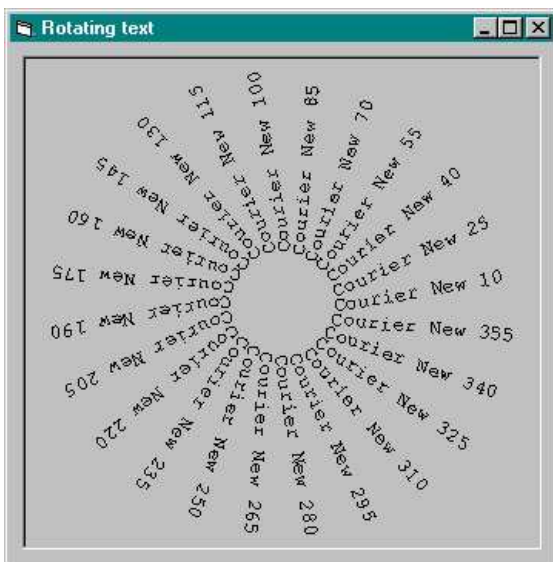 Rotating text
Courier New 10
Courier New 25
Courier New 40
Courier New 55
Courier New 70
Courier New 85
Courier New 100
Courier New 115
Courier New 130
Courier New 145
Courier New 160
Courier New 175
Courier New 190
Courier New 205
Courier New 220
Courier New 235
Courier New 250
Courier New 265
Courier New 280
Courier New 295
Courier New 310
Courier New 325
Courier New 340
Courier New 355